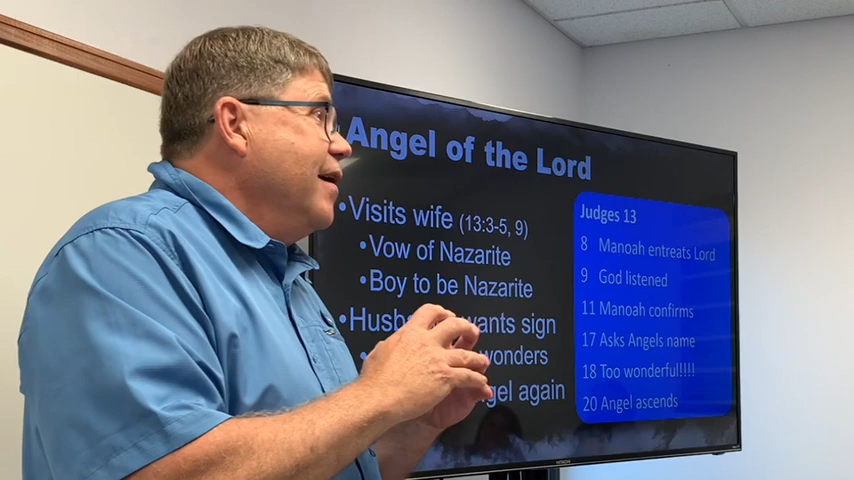 Angel of the Lord
•Visits wife (13:3-5, 9)
•Vow of Nazarite
•Boy to be Nazarite
wants sign
wonders
again
Judges 13
8 Manoah entreats Lord
9 God listened
11 Manoah confirms
17 Asks Angels name
18 Too wonderful!!!!
20 Angel ascends
HITACHI